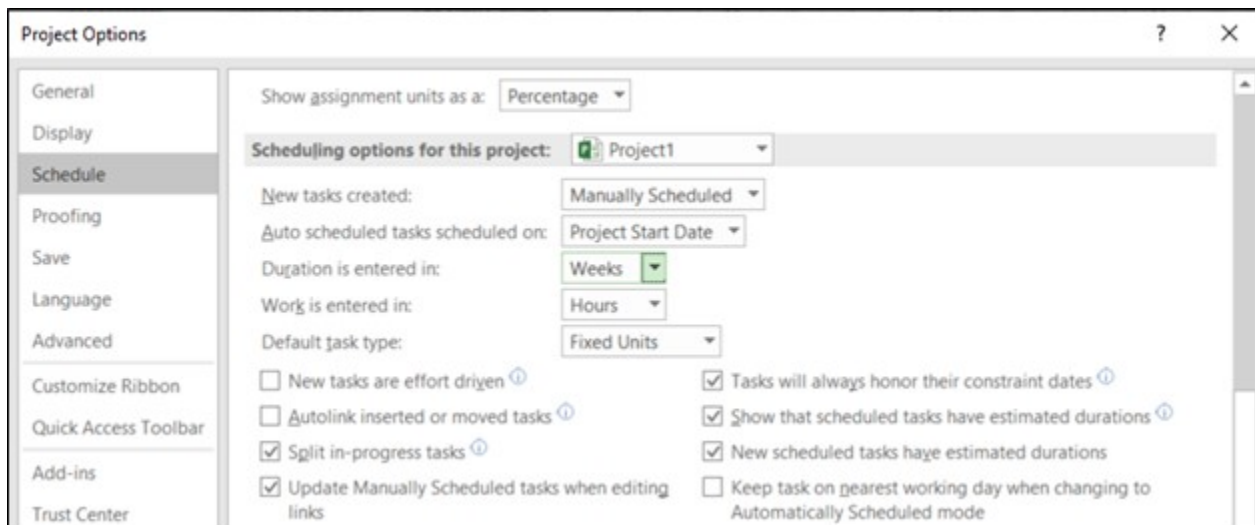 Project Options
?
General
Display
Schedule
Proofing
Save
Language
Advanced
Customize Ribbon
Quick Access Toolbar
Add-ins
Trust Center
Show assignment units as a: Percentage
Scheduling options for this project: Project1
New tasks created: Manually Scheduled
Auto scheduled tasks scheduled on: Project Start Date
Duration is entered in: Weeks
Work is entered in: Hours
Default task type: Fixed Units
New tasks are effort driven
Autolink inserted or moved tasks
Split in-progress tasks
Update Manually Scheduled tasks when editing
links
Tasks will always honor their constraint dates
Show that scheduled tasks have estimated durations
New scheduled tasks have estimated durations
Keep task on nearest working day when changing to
Automatically Scheduled mode